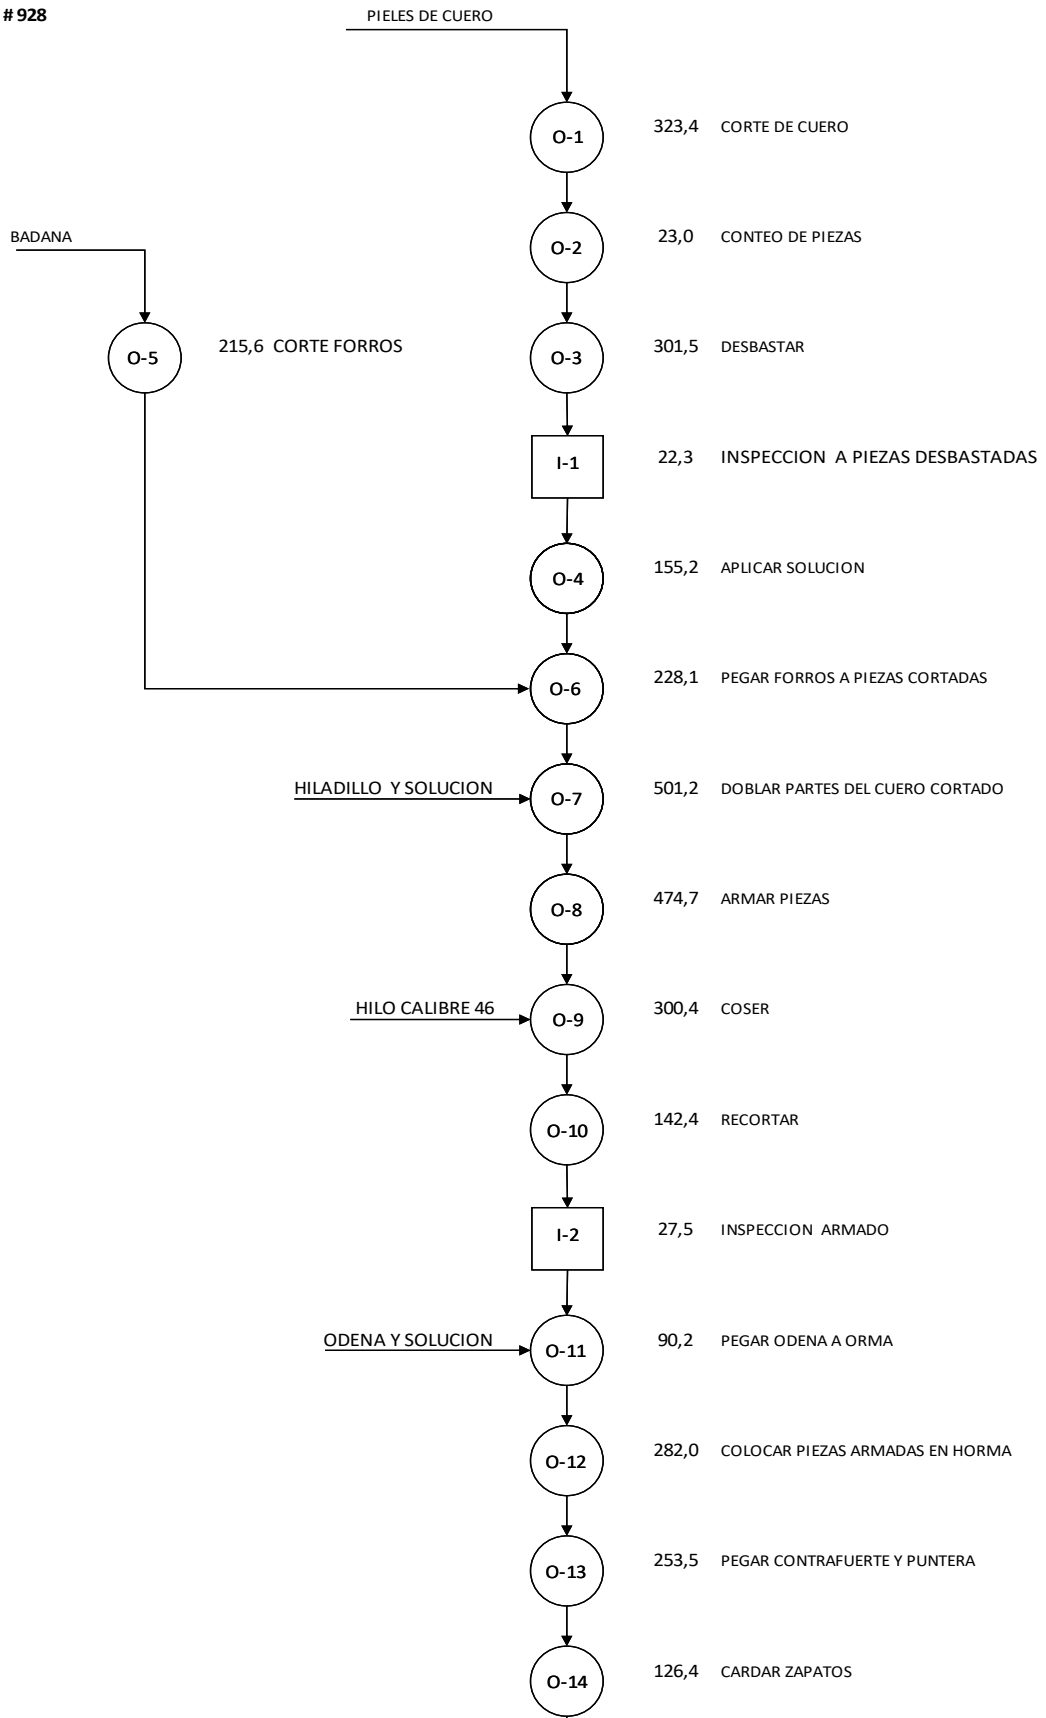 # 928
PIELES DE CUERO
O-1 323,4 CORTE DE CUERO
BADANA
O-2 23,0 CONTEO DE PIEZAS
O-5 215,6 CORTE FORROS
O-3 301,5 DESBASTAR
I-1 22,3 INSPECCION A PIEZAS DESBASTADAS
O-4 155,2 APLICAR SOLUCION
O-6 228,1 PEGAR FORROS A PIEZAS CORTADAS
HILADILLO Y SOLUCION
O-7 501,2 DOBLAR PARTES DEL CUERO CORTADO
O-8 474,7 ARMAR PIEZAS
HILO CALIBRE 46
O-9 300,4 COSER
O-10 142,4 RECORTAR
I-2 27,5 INSPECCION ARMADO
ODENA Y SOLUCION
O-11 90,2 PEGAR ODENA A ORMA
O-12 282,0 COLOCAR PIEZAS ARMADAS EN HORMA
O-13 253,5 PEGAR CONTRAFUERTE Y PUNTERA
O-14 126,4 CARDAR ZAPATOS